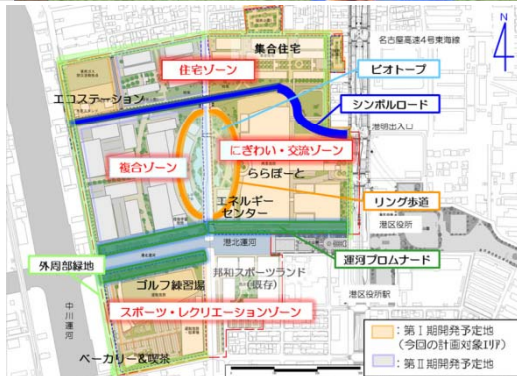 N
名古屋高速4号東海線
集合住宅
住宅ゾーン
ビオトープ
エコステーション
シンボルロード
港明出入口
複合ゾーン
にぎわい・交流ゾーン
ららぽーと
エネルギー
センター
リング歩道
港区役所
港北運河
運河プロムナード
外周部緑地
邦和スポーツランド
(既存)
ゴルフ練習場
港区役所駅
スポーツ・レクリエーションゾーン
中川運河
ベーカリー&喫茶
：第Ⅰ期開発予定地
(今回の計画対象エリア)
：第Ⅱ期開発予定地